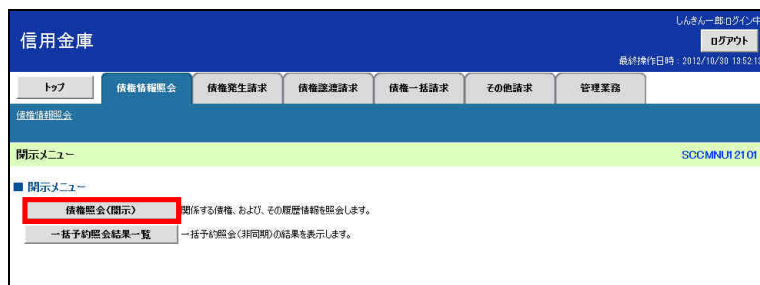 しんきん一郎ログイン中
信用金庫
ログアウト
最終操作日時：2012/10/30 13:52:13
トップ 債権情報照会 債権発生請求 債権譲渡請求 債権一括請求 その他請求 管理業務
債権情報照会
開示メニュー SCCMNU12101
■ 開示メニュー
債権照会(開示) 関係する債権、および、その履歴情報を照会します。
一括予約照会結果一覧 一括予約照会(非同期)の結果を表示します。